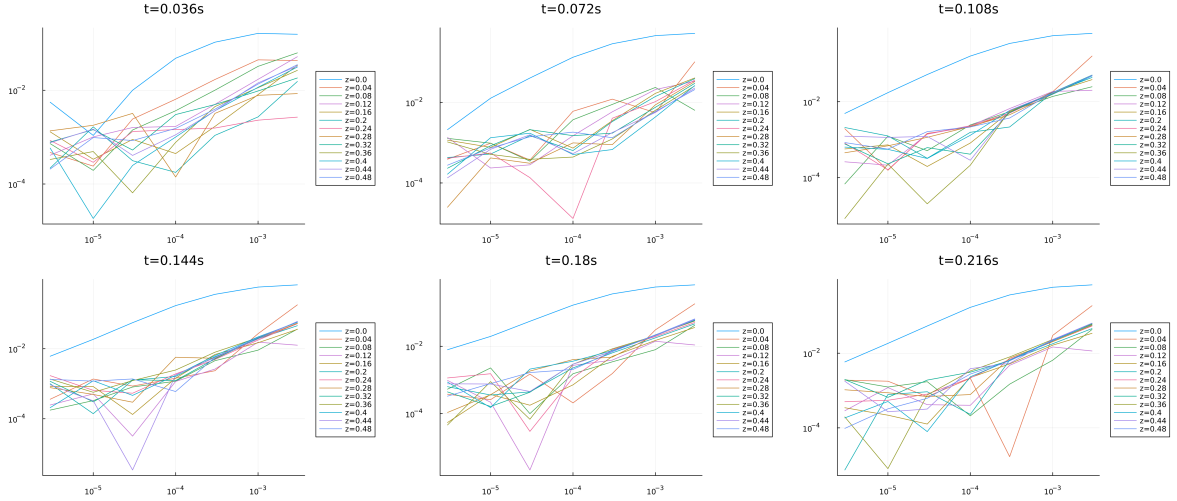 t=0.036s
10⁻²
10⁻⁴
10⁻⁵
10⁻⁴
10⁻³
z=0.0
z=0.04
z=0.08
z=0.12
z=0.16
z=0.2
z=0.24
z=0.28
z=0.32
z=0.36
z=0.4
z=0.44
z=0.48
t=0.072s
10⁻²
10⁻⁴
10⁻⁵
10⁻⁴
10⁻³
z=0.0
z=0.04
z=0.08
z=0.12
z=0.16
z=0.2
z=0.24
z=0.28
z=0.32
z=0.36
z=0.4
z=0.44
z=0.48
t=0.108s
10⁻²
10⁻⁴
10⁻⁵
10⁻⁴
10⁻³
z=0.0
z=0.04
z=0.08
z=0.12
z=0.16
z=0.2
z=0.24
z=0.28
z=0.32
z=0.36
z=0.4
z=0.44
z=0.48
t=0.144s
10⁻²
10⁻⁴
10⁻⁵
10⁻⁴
10⁻³
z=0.0
z=0.04
z=0.08
z=0.12
z=0.16
z=0.2
z=0.24
z=0.28
z=0.32
z=0.36
z=0.4
z=0.44
z=0.48
t=0.18s
10⁻²
10⁻⁴
10⁻⁵
10⁻⁴
10⁻³
z=0.0
z=0.04
z=0.08
z=0.12
z=0.16
z=0.2
z=0.24
z=0.28
z=0.32
z=0.36
z=0.4
z=0.44
z=0.48
t=0.216s
10⁻²
10⁻⁴
10⁻⁵
10⁻⁴
10⁻³
z=0.0
z=0.04
z=0.08
z=0.12
z=0.16
z=0.2
z=0.24
z=0.28
z=0.32
z=0.36
z=0.4
z=0.44
z=0.48